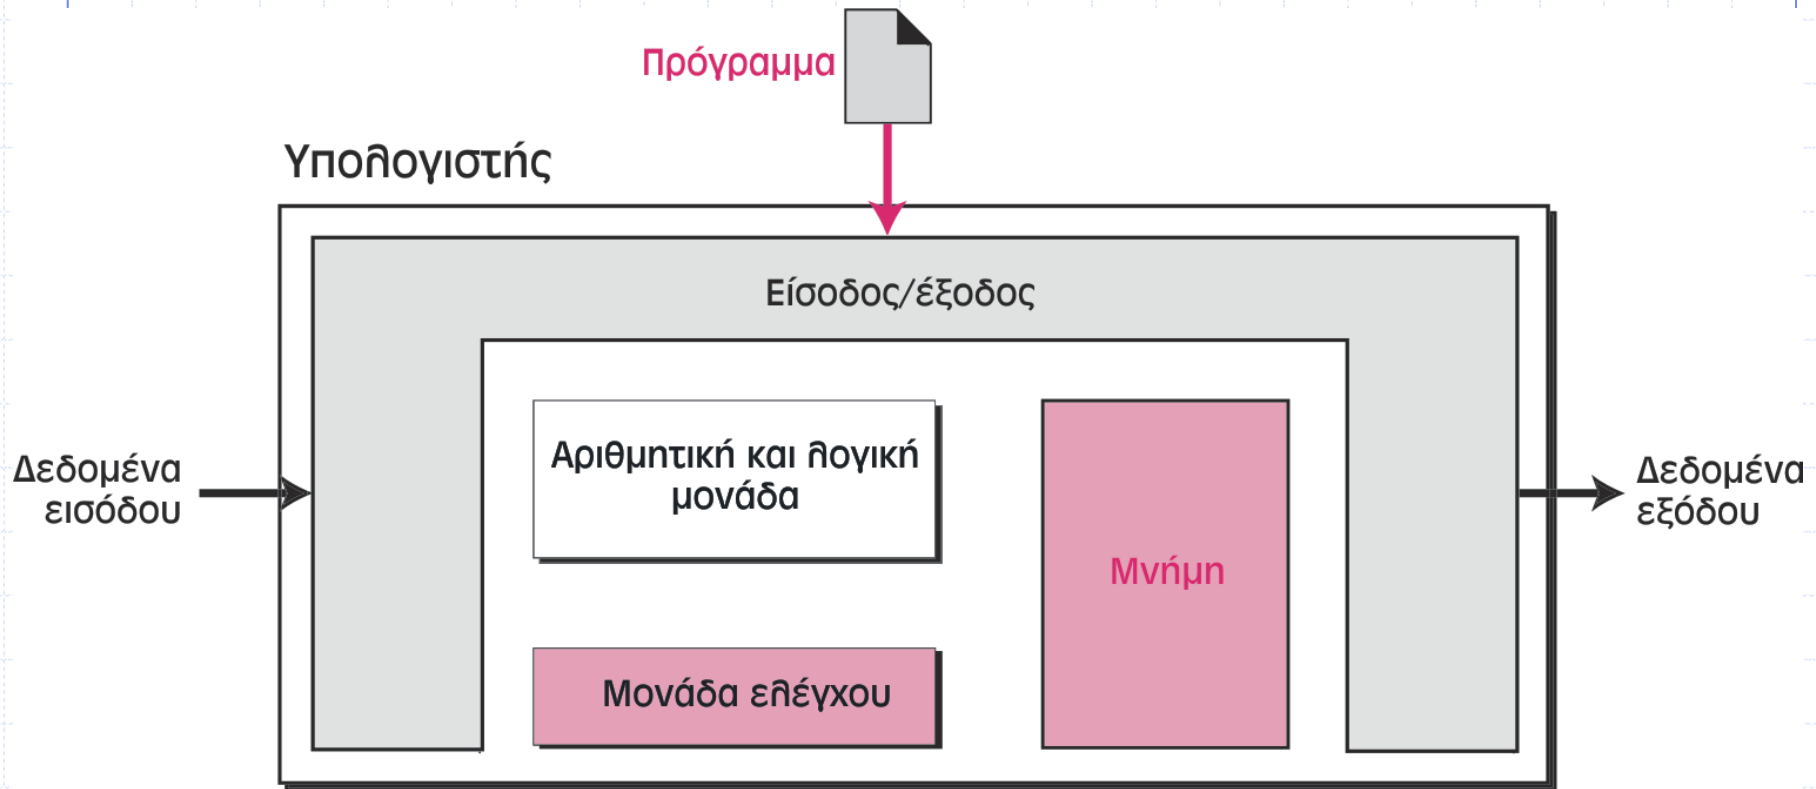 Πρόγραμμα
Υπολογιστής
Είσοδος/έξοδος
Αριθμητική και λογική
μονάδα
Δεδομένα
εισόδου
Δεδομένα
εξόδου
Μνήμη
Μονάδα ελέγχου